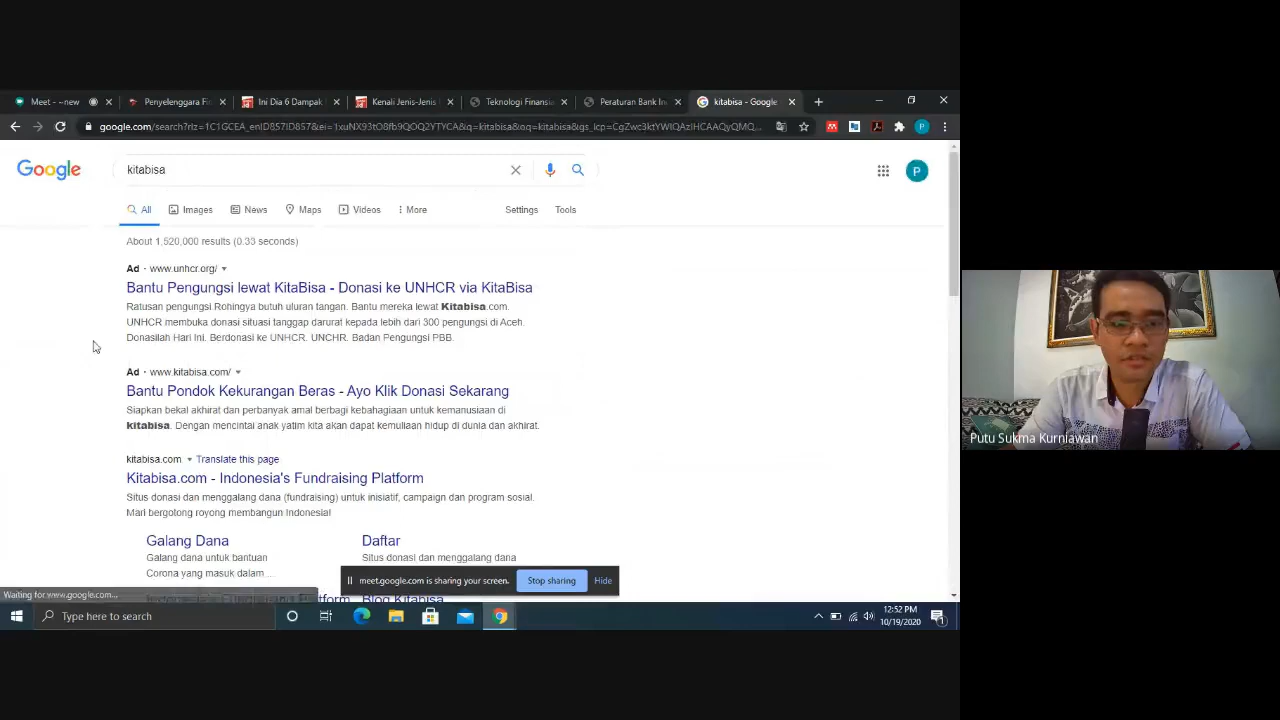 Meet - ~new
Penyelenggara Fi
Ini Dia 6 Dampak
Kenali Jenis-Jenis
Teknologi Finansia
Peraturan Bank In
kitabisa - Google
Google
kitabisa
All
Images
News
Maps
Videos
More
Settings
Tools
About 1,520,000 results (0.33 seconds)
Ad · www.unhcr.org/
Bantu Pengungsi lewat KitaBisa - Donasi ke UNHCR via KitaBisa
Ratusan pengungsi Rohingya butuh uluran tangan. Bantu mereka lewat Kitabisa.com.
UNHCR membuka donasi situasi tanggap darurat kepada lebih dari 300 pengungsi di Aceh.
Donasilah Hari Ini. Berdonasi ke UNHCR. UNCHR. Badan Pengungsi PBB.
Ad · www.kitabisa.com/
Bantu Pondok Kekurangan Beras - Ayo Klik Donasi Sekarang
Siapkan bekal akhirat dan perbanyak amal berbagi kebahagiaan untuk kemanusiaan di
kitabisa. Dengan mencintai anak yatim kita akan dapat kemuliaan hidup di dunia dan akhirat.
kitabisa.com Translate this page
Kitabisa.com - Indonesia's Fundraising Platform
Situs donasi dan menggalang dana (fundraising) untuk inisiatif, campaign dan program sosial.
Mari bergotong royong membangun Indonesia!
Galang Dana
Galang dana untuk bantuan
Corona yang masuk dalam ...
Daftar
Situs donasi dan menggalang dana
Blog Kitabisa
meet.google.com is sharing your screen.
Stop sharing
Hide
Waiting for www.google.com...
Type here to search
12:52 PM
10/19/2020
P
P
1
Putu Sukma Kurniawan